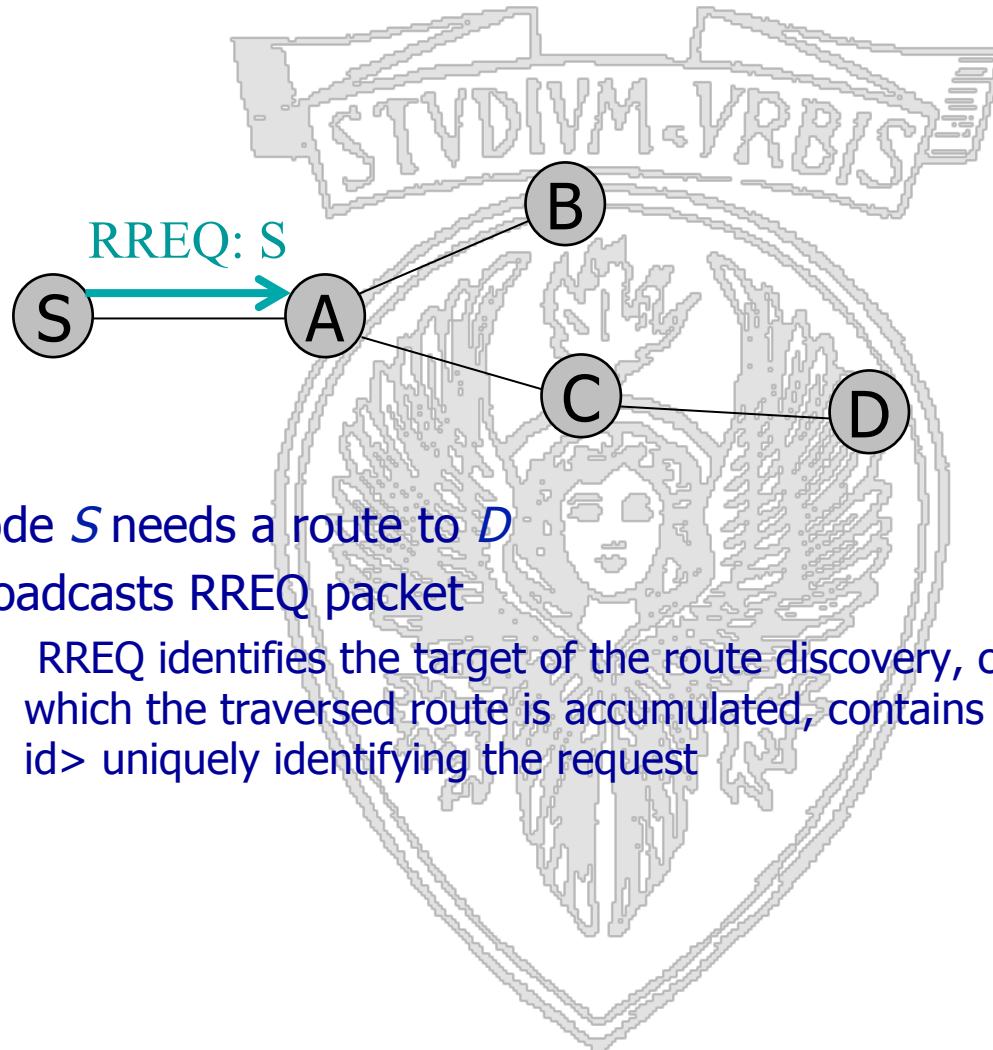 STVDIVM VRBIS
B
RREQ: S
S
A
C
D
ode S needs a route to D
oadcasts RREQ packet
RREQ identifies the target of the route discovery, c
which the traversed route is accumulated, contains
id> uniquely identifying the request